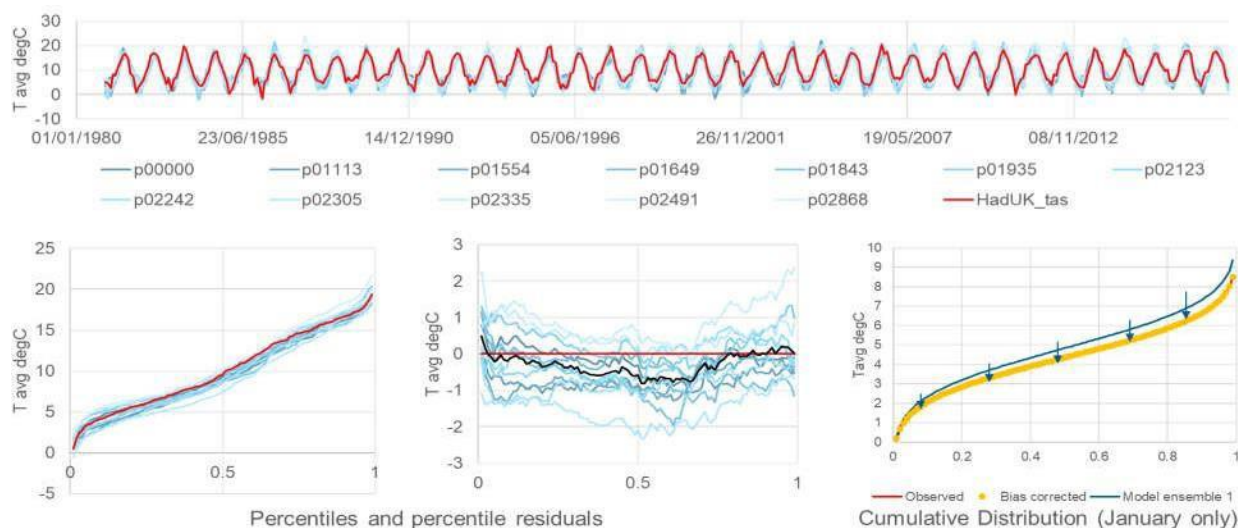 T avg degC
30
20
10
0
-10
01/01/1980 23/06/1985 14/12/1990 05/06/1996 26/11/2001 19/05/2007 08/11/2012
p00000 p01113 p01554 p01649 p01843 p01935 p02123
p02242 p02305 p02335 p02491 p02868 HadUK_tas
T avg degC
25
20
15
10
5
0
-5
0 0.5 1
T avg degC
3
2
1
0
-1
-2
-3
0 0.5 1
Percentiles and percentile residuals
Tavg degC
10
9
8
7
6
5
4
3
2
1
0
0 0.2 0.4 0.6 0.8 1
Observed Bias corrected Model ensemble 1
Cumulative Distribution (January only)